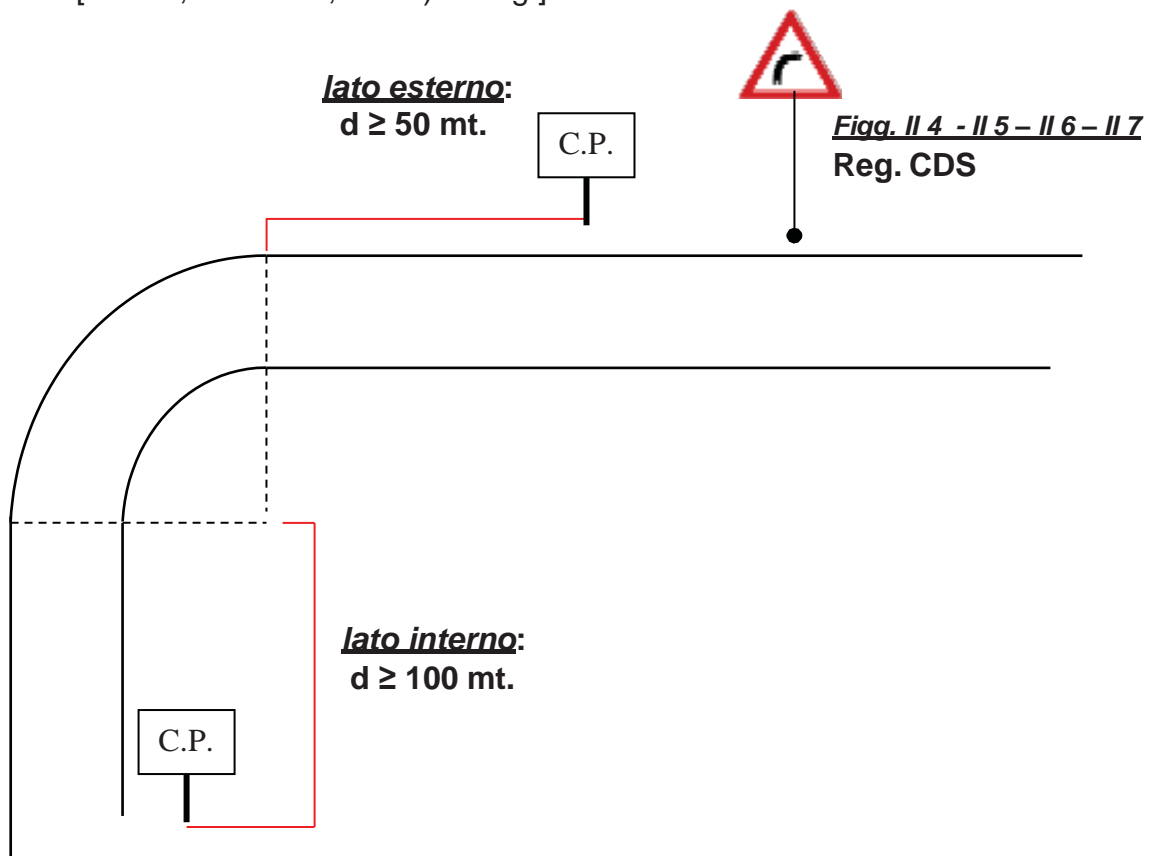 lato esterno:
d ≥ 50 mt.
C.P.
Figg. II 4 - II 5 – II 6 – II 7
Reg. CDS
lato interno:
d ≥ 100 mt.
C.P.